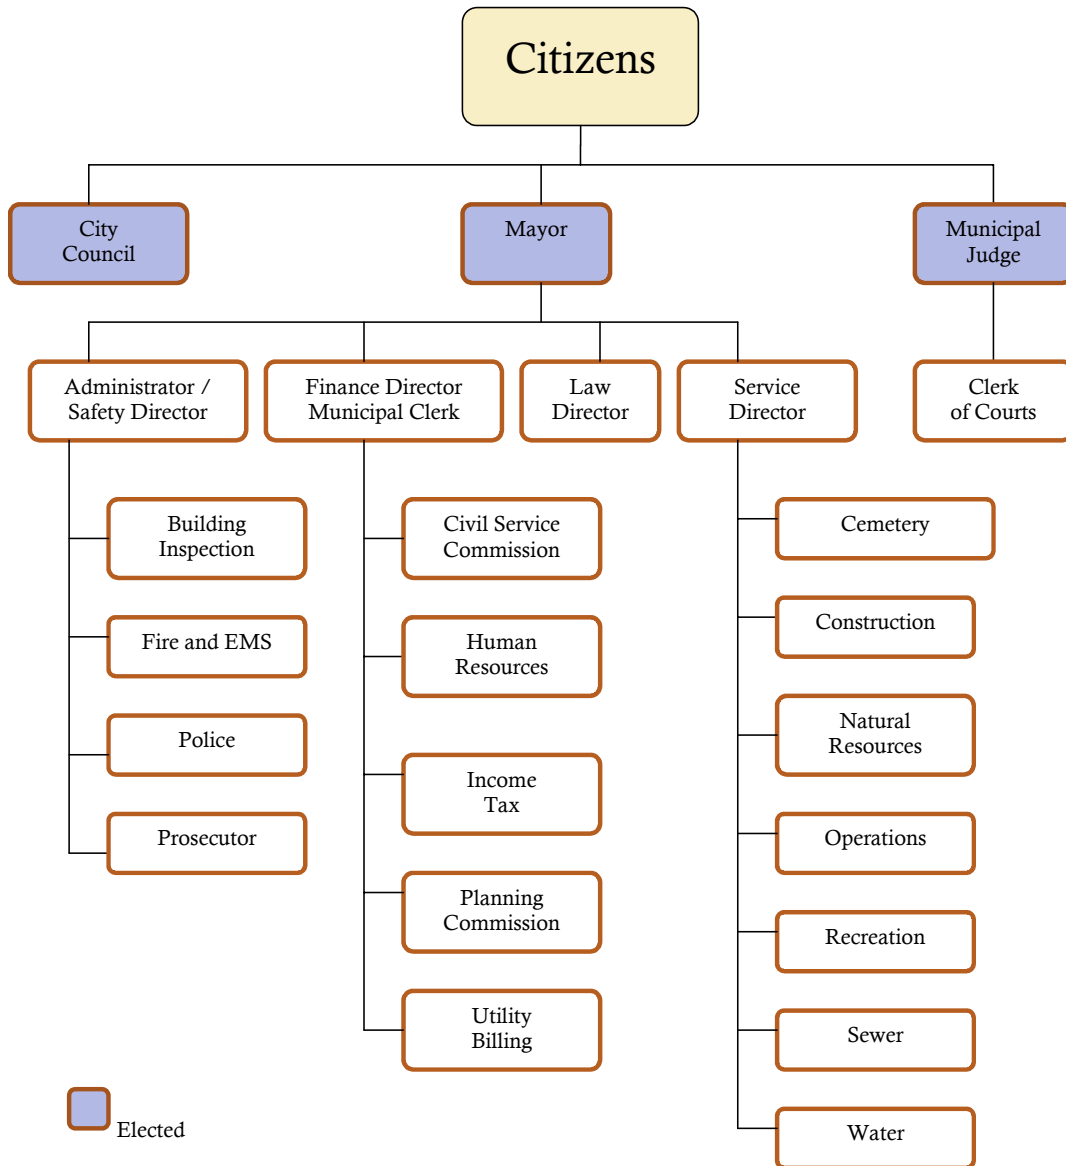 Citizens
City
Council
Mayor
Municipal
Judge
Administrator /
Safety Director
Finance Director
Municipal Clerk
Law
Director
Service
Director
Clerk
of Courts
Building
Inspection
Fire and EMS
Police
Prosecutor
Civil Service
Commission
Human
Resources
Income
Tax
Planning
Commission
Utility
Billing
Cemetery
Construction
Natural
Resources
Operations
Recreation
Sewer
Water
Elected